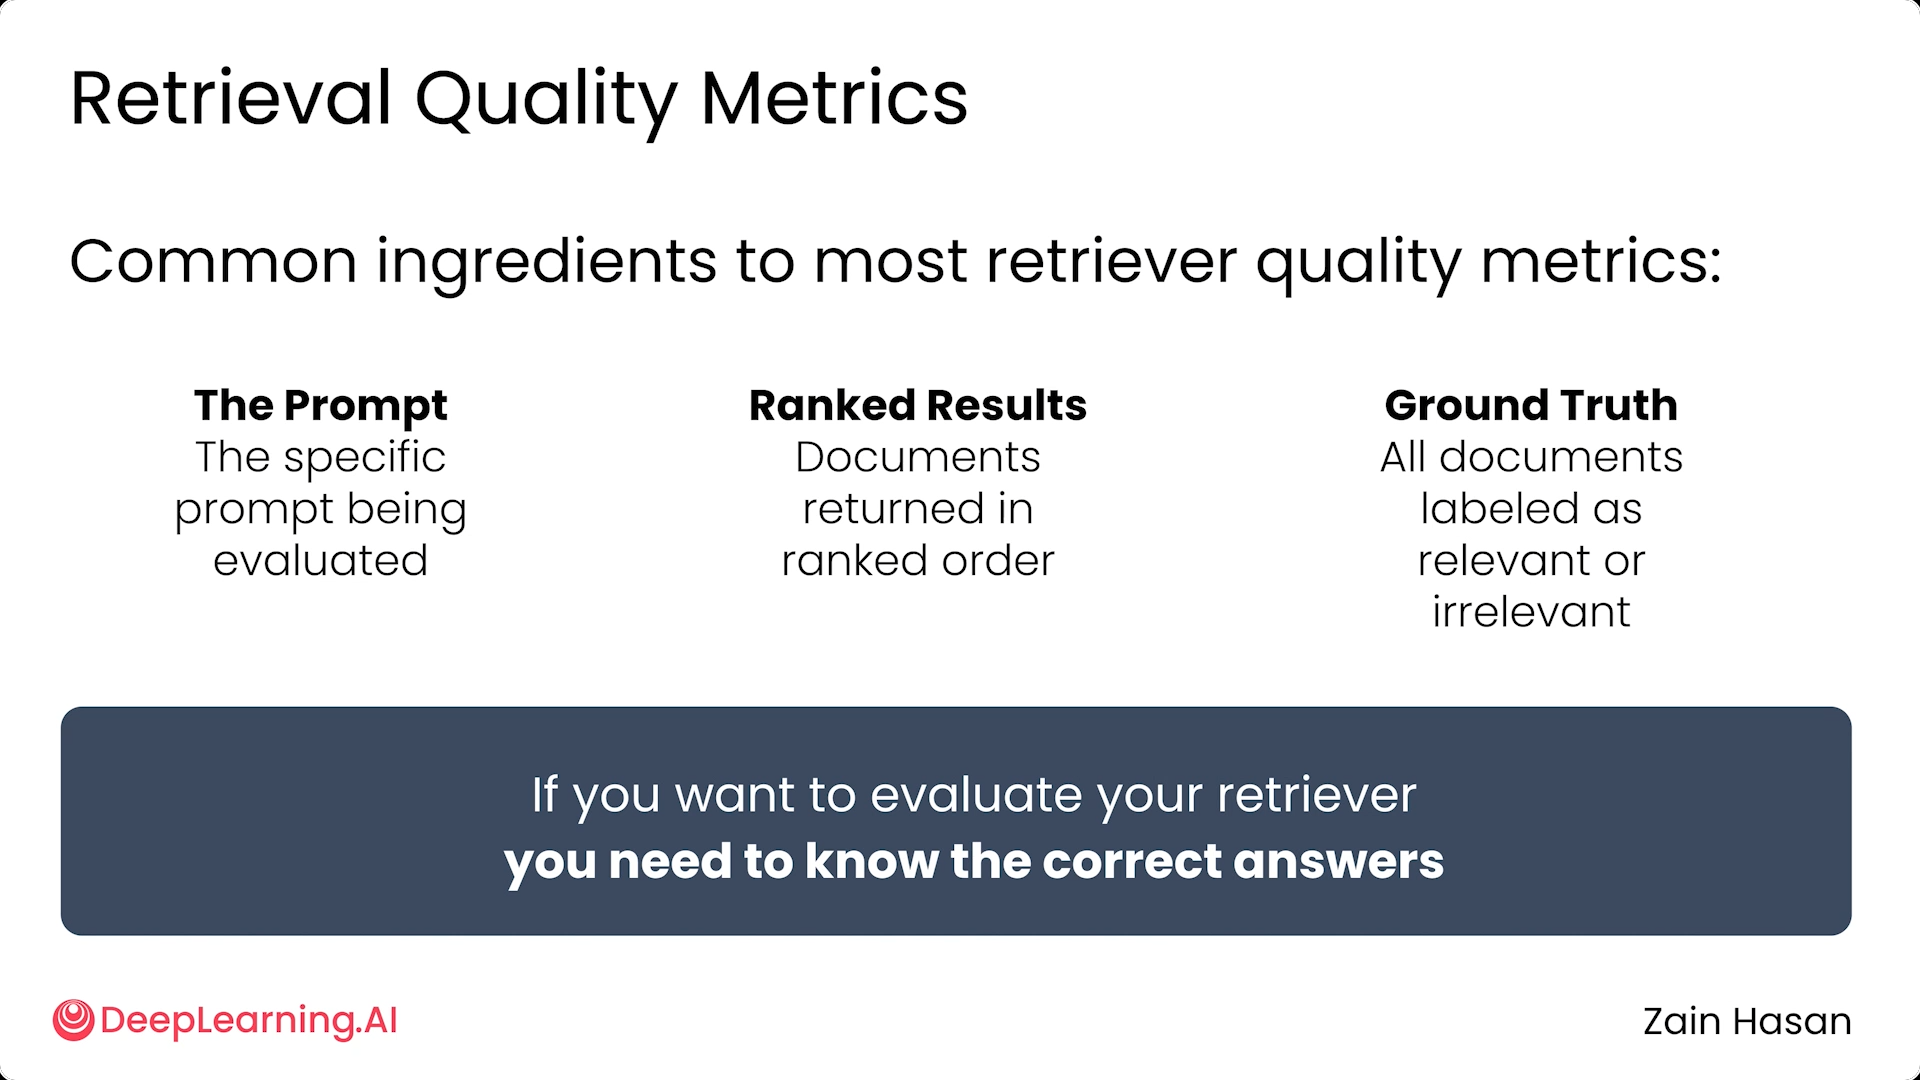 Retrieval Quality Metrics
Common ingredients to most retriever quality metrics:
The Prompt
The specific
prompt being
evaluated
Ranked Results
Documents
returned in
ranked order
Ground Truth
All documents
labeled as
relevant or
irrelevant
If you want to evaluate your retriever
you need to know the correct answers
DeepLearning.AI
Zain Hasan